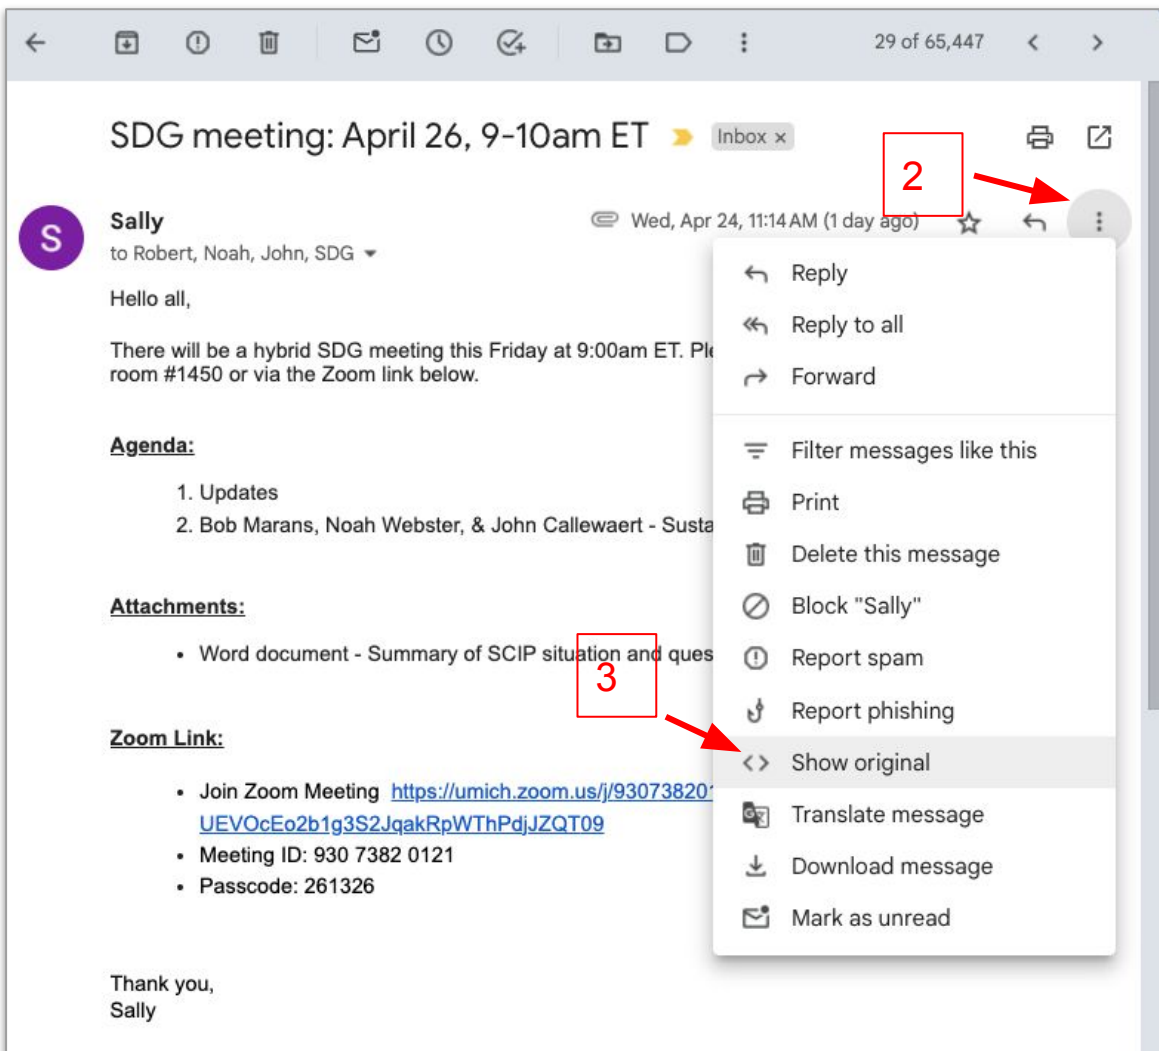 29 of 65,447
SDG meeting: April 26, 9-10am ET Inbox ×
2
S
Sally
Wed, Apr 24, 11:14 AM (1 day ago)
to Robert, Noah, John, SDG
Hello all,
There will be a hybrid SDG meeting this Friday at 9:00am ET.
room #1450 or via the Zoom link below.
Agenda:
1. Updates
2. Bob Marans, Noah Webster, & John Callewaert - Susta
Attachments:
• Word document - Summary of SCIP situation and ques
3
Zoom Link:
• Join Zoom Meeting https://umich.zoom.us/j/930738201
UEVOcEo2b1g3S2JqakRpWThPdjJZQT09
• Meeting ID: 930 7382 0121
• Passcode: 261326
Thank you,
Sally
Reply
Reply to all
Forward
Filter messages like this
Print
Delete this message
Block "Sally"
Report spam
Report phishing
Show original
Translate message
Download message
Mark as unread